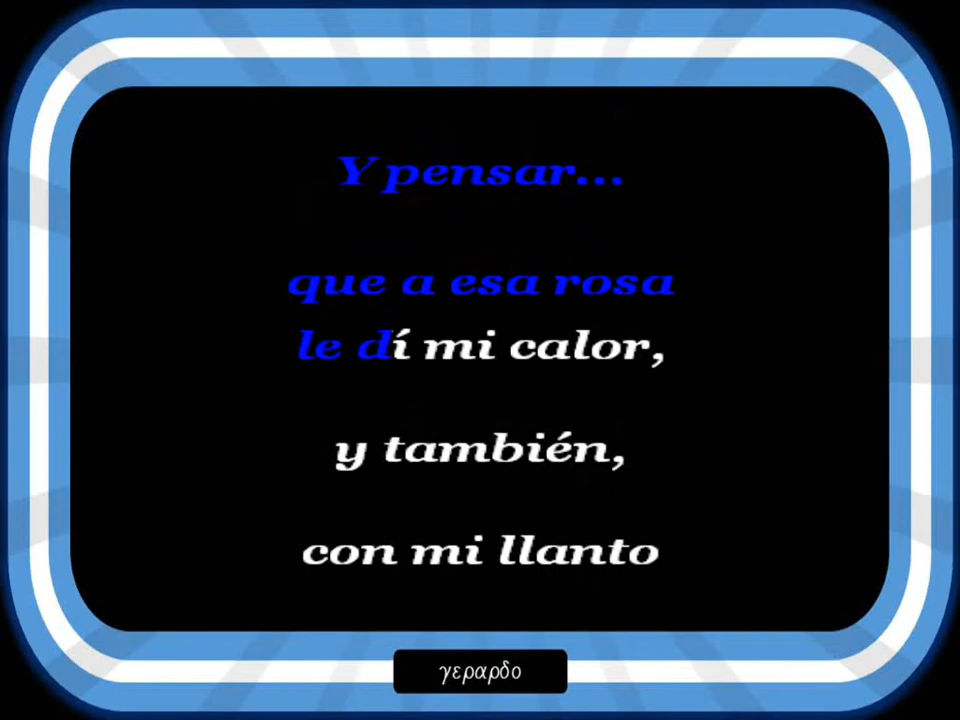 Y pensar...
que a esa rosa
le dí mi calor,
y también,
con mi llanto
γεραρδο